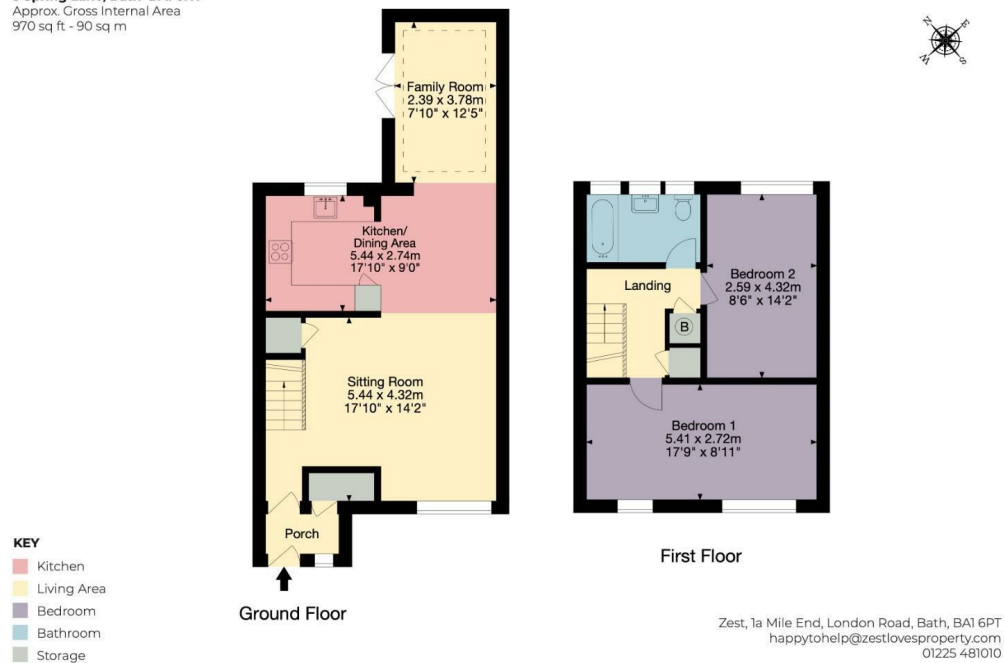 Approx. Gross Internal Area
970 sq ft - 90 sq m
N
E
S
W
Family Room
2.39 x 3.78m
7'10" x 12'5"
Kitchen/
Dining Area
5.44 x 2.74m
17'10" x 9'0"
Sitting Room
5.44 x 4.32m
17'10" x 14'2"
Porch
Ground Floor
Landing
B
Bedroom 2
2.59 x 4.32m
8'6" x 14'2"
Bedroom 1
5.41 x 2.72m
17'9" x 8'11"
First Floor
KEY
Kitchen
Living Area
Bedroom
Bathroom
Storage
Zest, 1a Mile End, London Road, Bath, BA1 6PT
happytohelp@zestlovesproperty.com
01225 481010